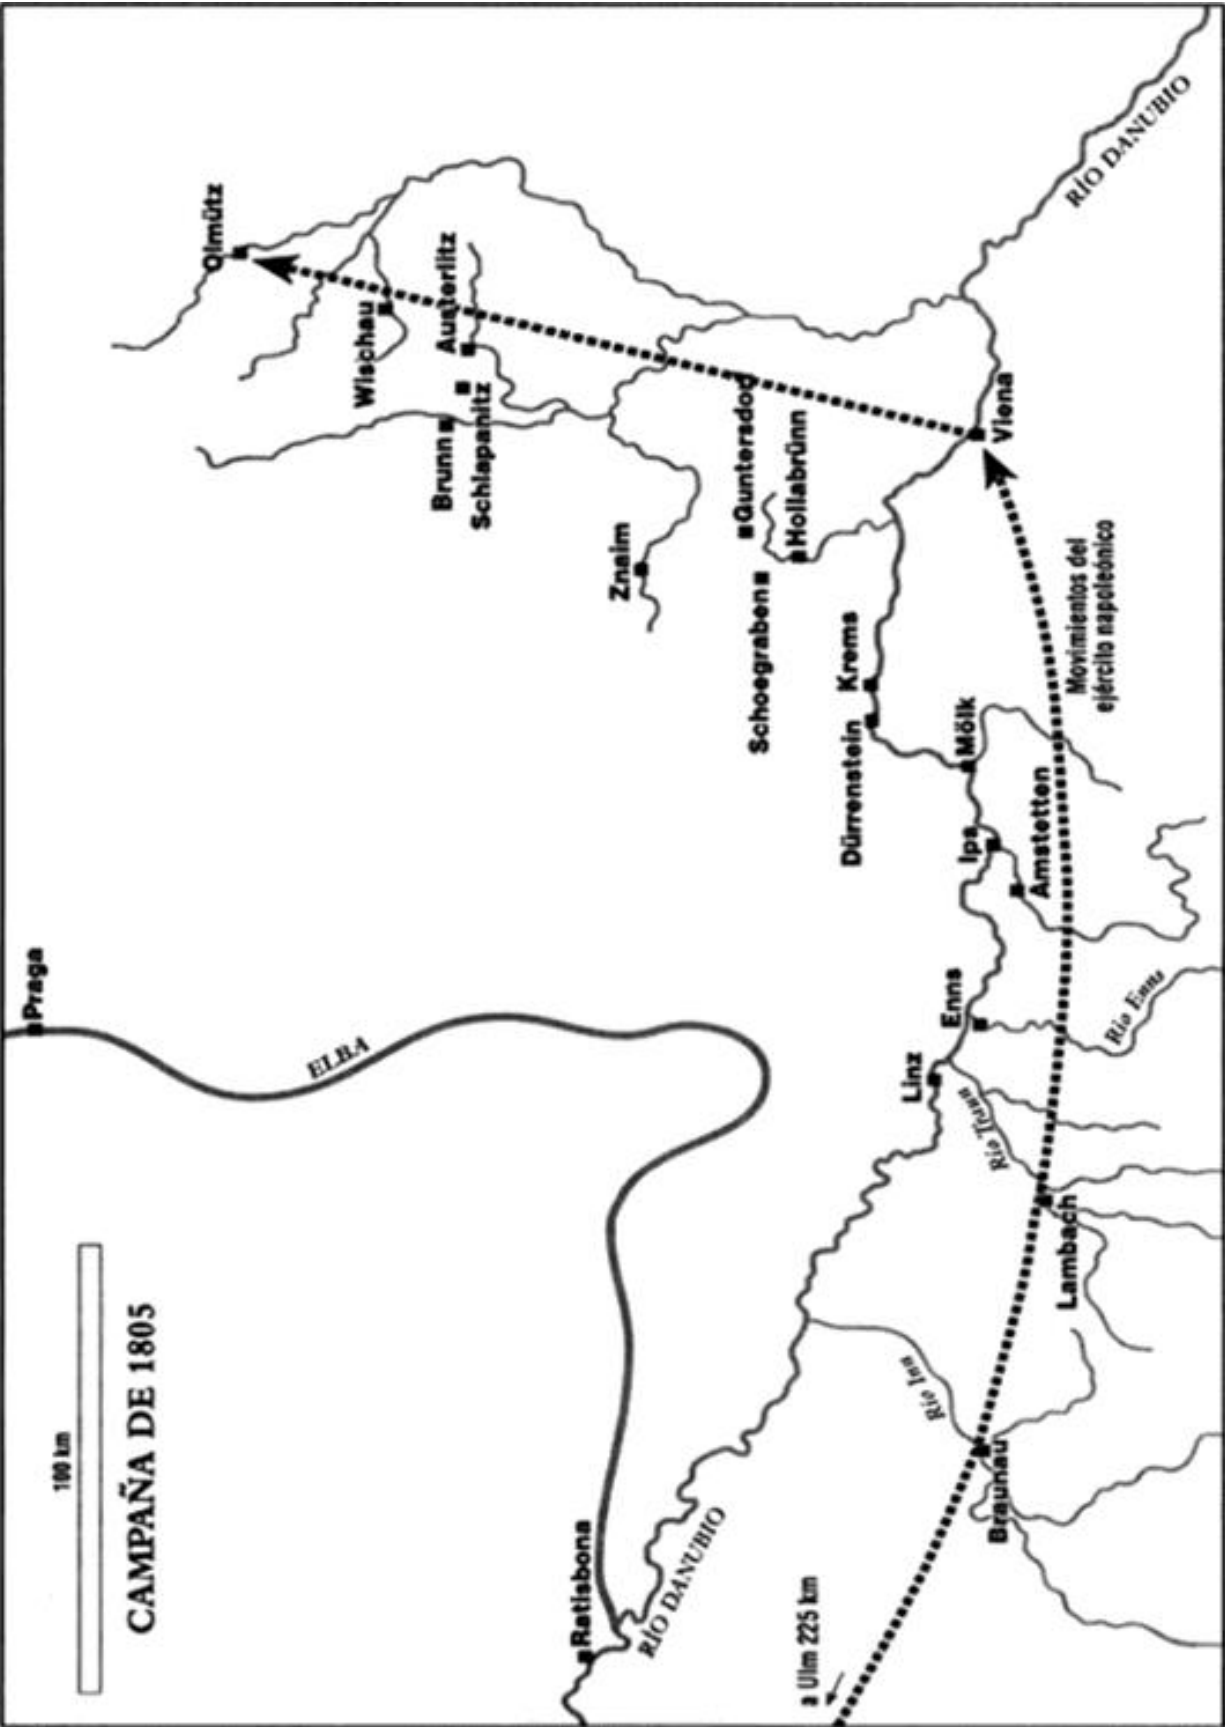 100 km
CAMPAÑA DE 1805
Praga
ELBA
Ratisbona
RÍO DANUBIO
a Ulm 225 km
Braunau
Río Inn
Lambach
Río Traun
Linz
Enns
Río Enns
Amstetten
Ips
Mölk
Dürrenstein
Krems
Schoegraben
Hollabrünn
Guntersdod
Znaim
Brunn
Schlapanitz
Austerlitz
Wischau
Olmütz
Viena
Movimientos del
ejército napoleónico
RÍO DANUBIO